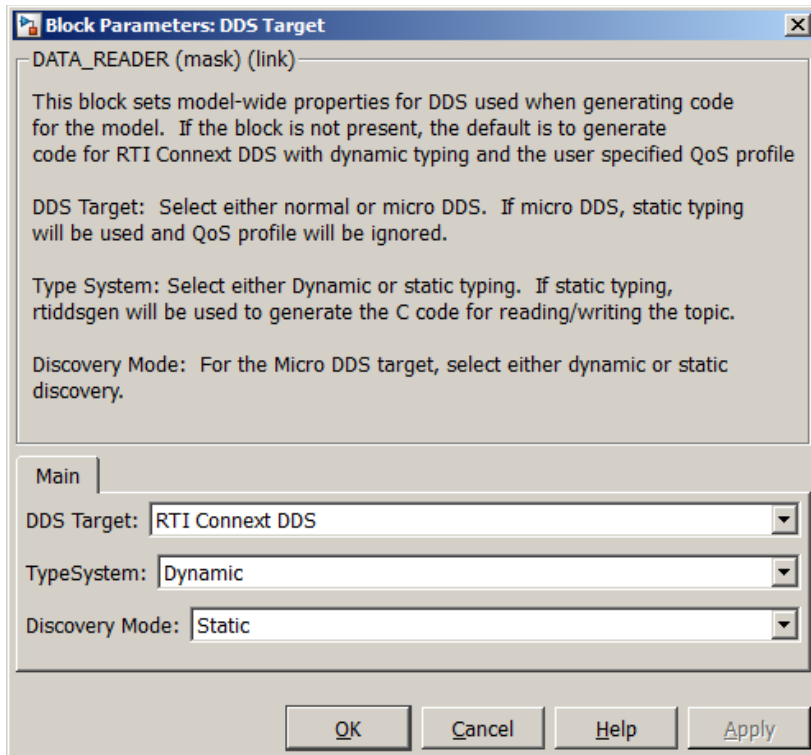 Block Parameters: DDS Target
DATA_READER (mask) (link)
This block sets model-wide properties for DDS used when generating code
for the model.  If the block is not present, the default is to generate
code for RTI Connext DDS with dynamic typing and the user specified QoS profile
DDS Target:  Select either normal or micro DDS.  If micro DDS, static typing
will be used and QoS profile will be ignored.
Type System: Select either Dynamic or static typing.  If static typing,
rtiddsgen will be used to generate the C code for reading/writing the topic.
Discovery Mode:  For the Micro DDS target, select either dynamic or static
discovery.
Main
DDS Target: RTI Connext DDS
TypeSystem: Dynamic
Discovery Mode: Static
OK Cancel Help Apply